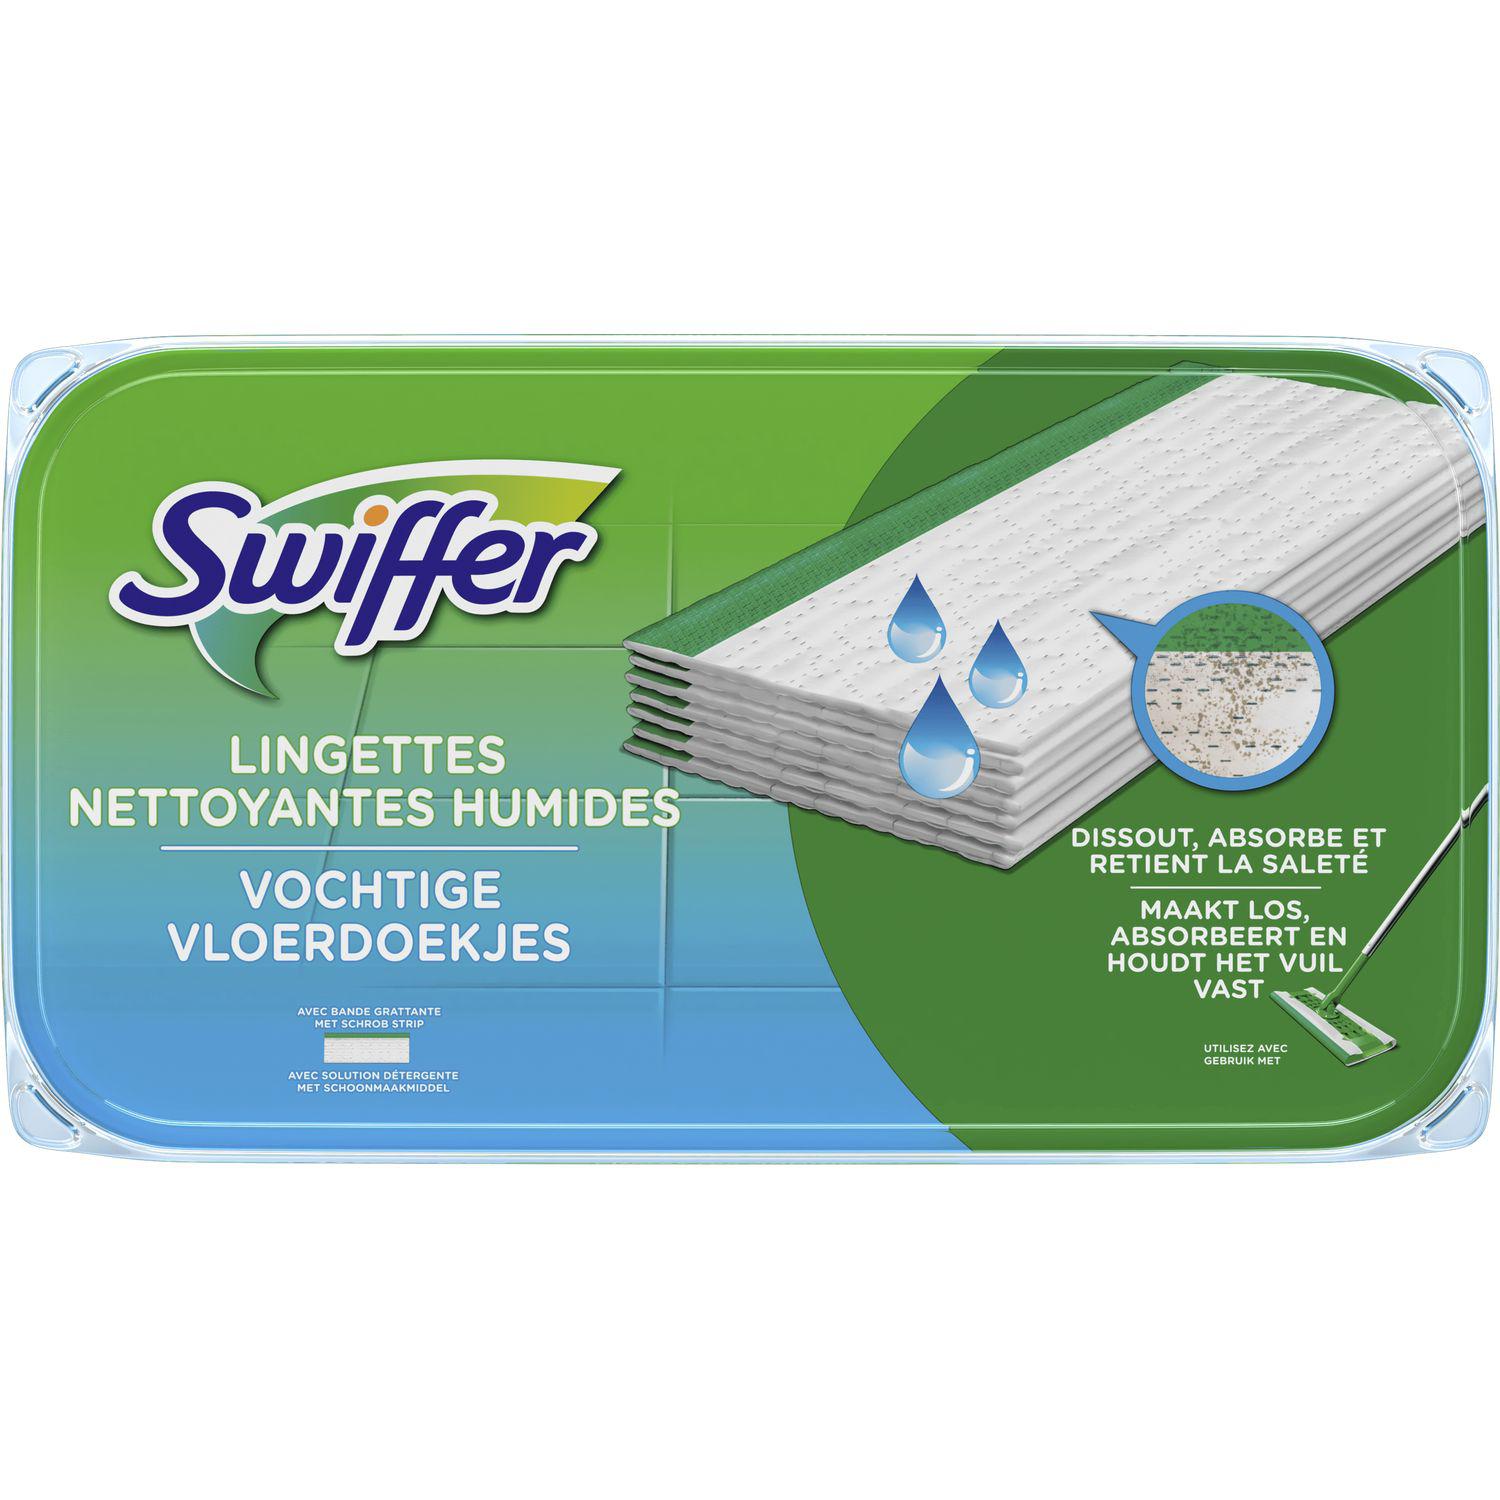 Swiffer
LINGETTES
NETTOYANTES HUMIDES
VOCHTIGE
VLOERDOEKJES
AVEC BANDE GRATTANTE
MET SCHROB STRIP
AVEC SOLUTION DÉTERGENTE
MET SCHOONMAAKMIDDEL
DISSOUT, ABSORBE ET
RETIENT LA SALETÉ
MAAKT LOS,
ABSORBEERT EN
HOUDT HET VUIL
VAST
UTILISEZ AVEC
GEBRUIK MET